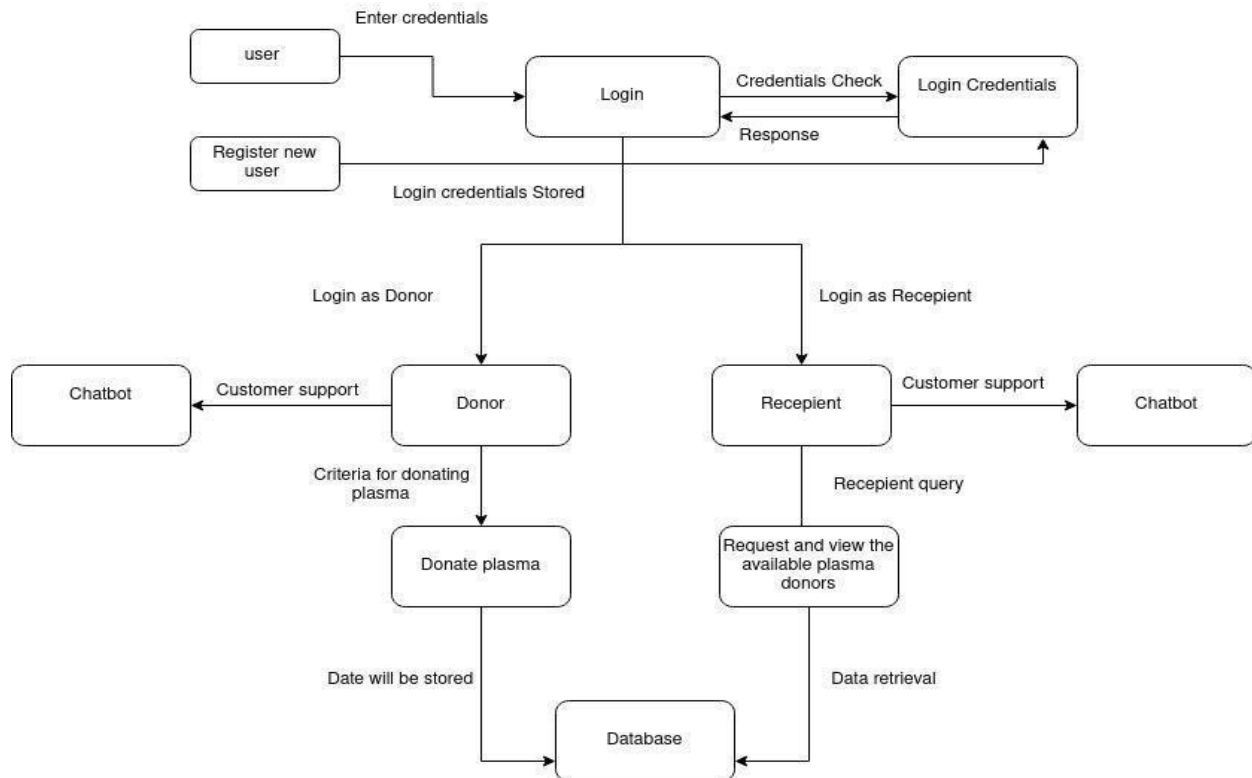 Enter credentials
user
Login
Credentials Check
Login Credentials
Response
Register new
user
Login credentials Stored
Login as Donor
Login as Recepient
Chatbot
Customer support
Donor
Recepient
Customer support
Chatbot
Criteria for donating
plasma
Recepient query
Donate plasma
Request and view the
available plasma
donors
Date will be stored
Data retrieval
Database